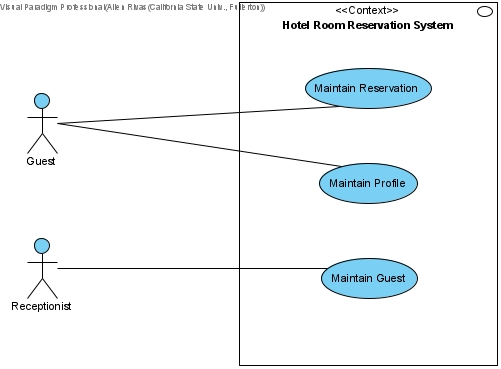 Visual Paradigm Professional(Allen Rivas(California State Univ., Fullerton))
<<Context>>
Hotel Room Reservation System
Maintain Reservation
Guest
Maintain Profile
Maintain Guest
Receptionist